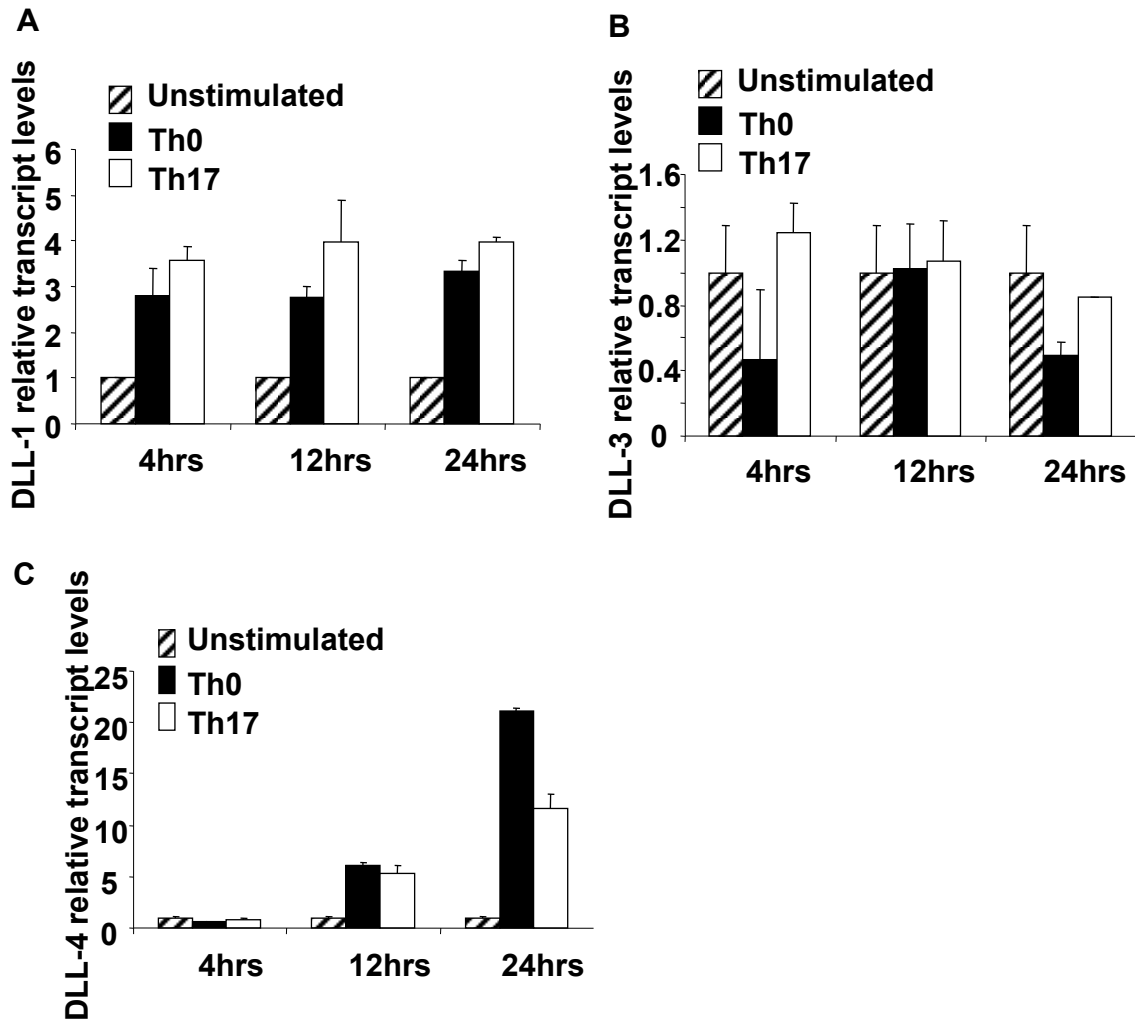 A
Unstimulated
Th0
Th17
DLL-1 relative transcript levels
6
5
4
3
2
1
0
4hrs 12hrs 24hrs
B
Unstimulated
Th0
Th17
DLL-3 relative transcript levels
1.6
1.2
0.8
0.4
0
4hrs 12hrs 24hrs
C
Unstimulated
Th0
Th17
DLL-4 relative transcript levels
25
20
15
10
5
0
4hrs 12hrs 24hrs